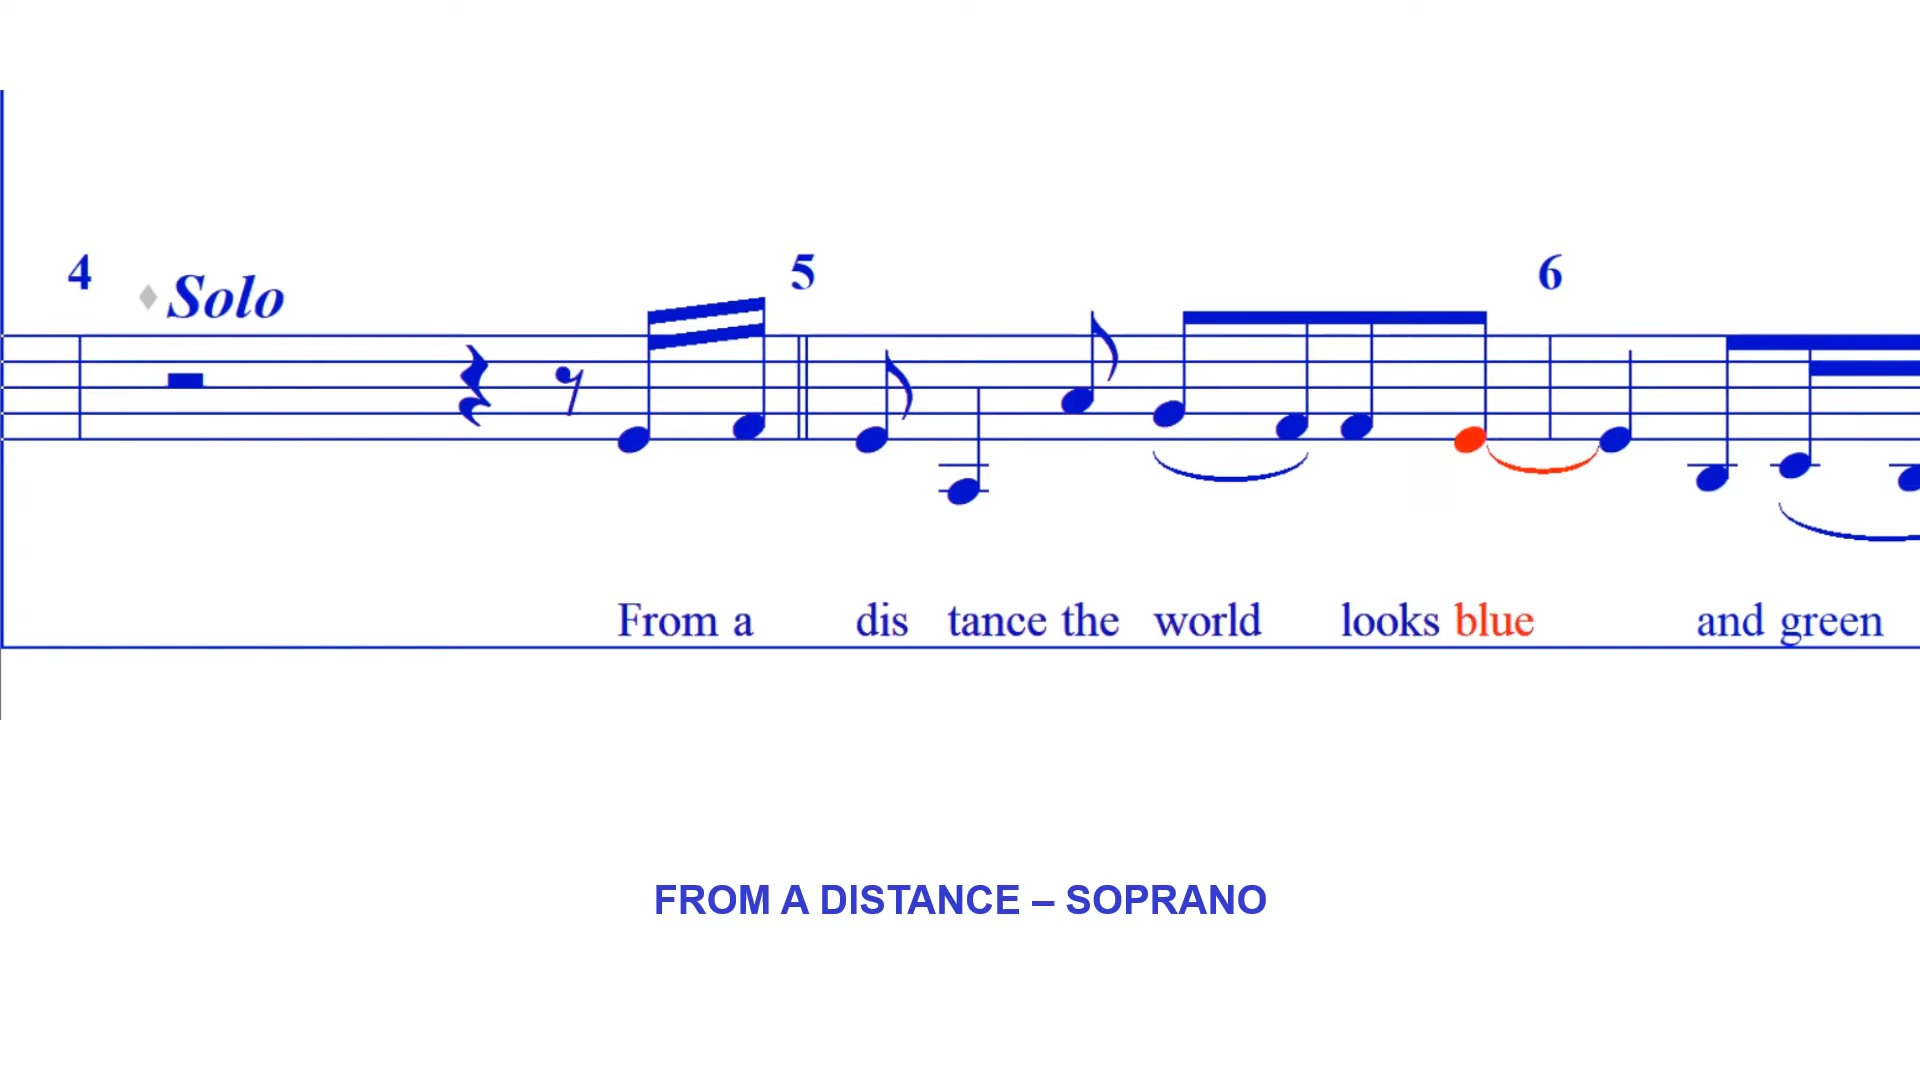 4 Solo 5 6
From a dis tance the world looks blue and green
FROM A DISTANCE – SOPRANO